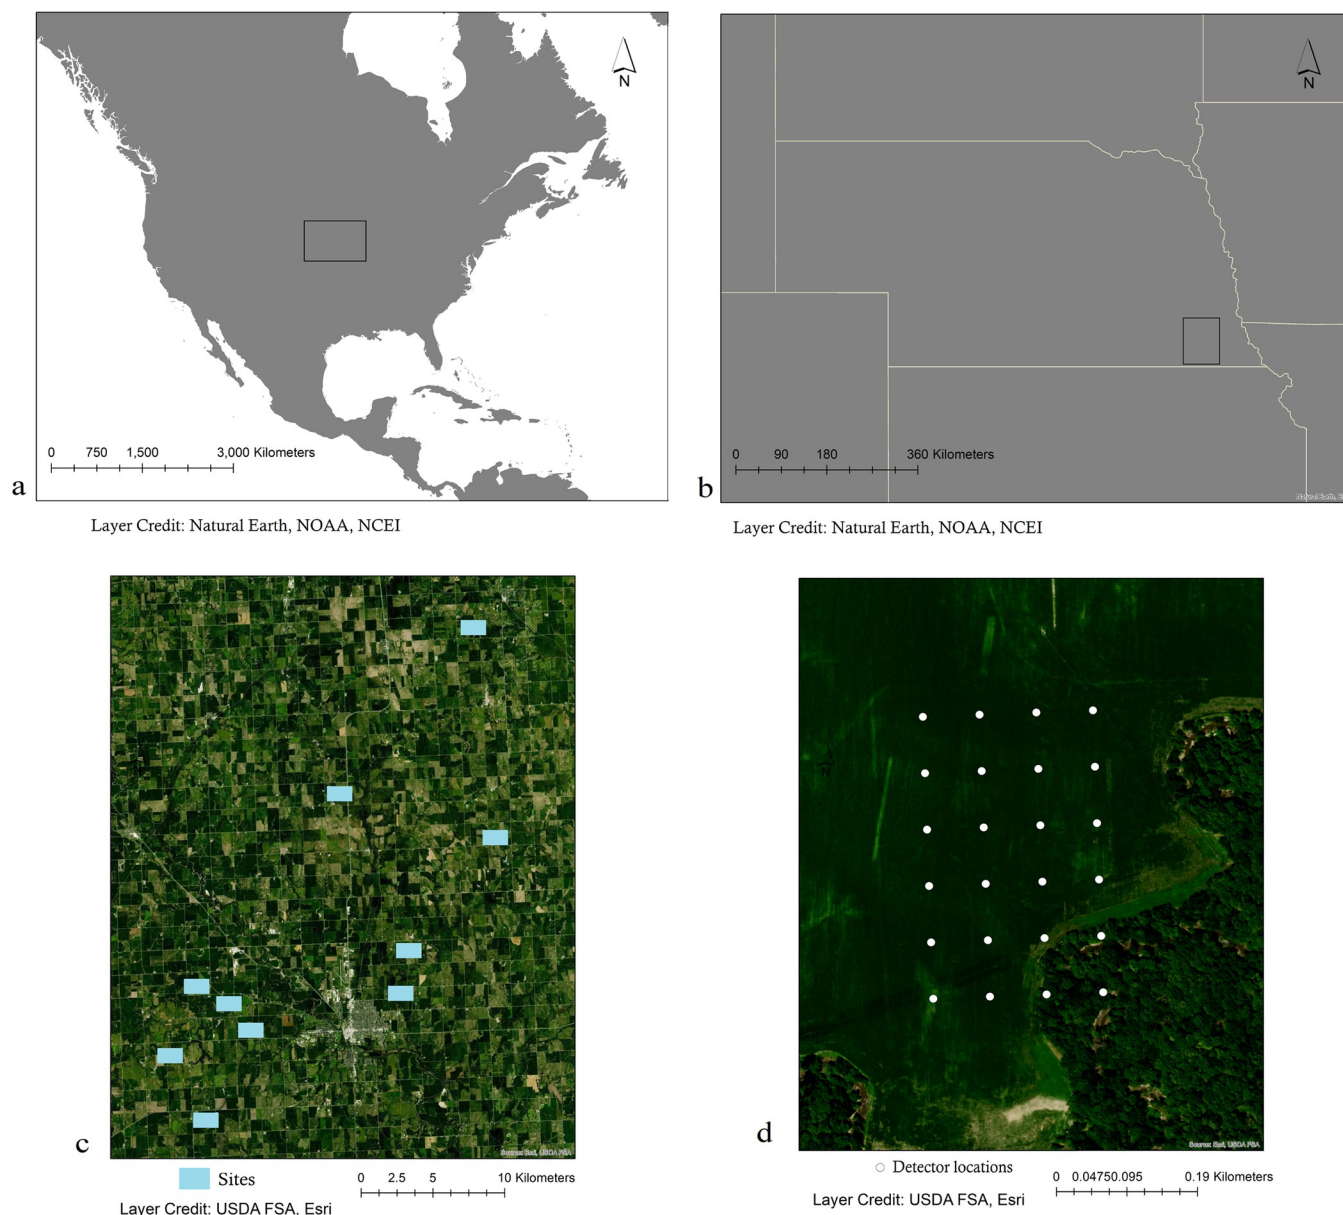 N
N
0 750 1,500 3,000 Kilometers
0 90 180 360 Kilometers
a
b
Layer Credit: Natural Earth, NOAA, NCEI
Layer Credit: Natural Earth, NOAA, NCEI
N
c
d
Source: Esri, USDA FSA
Source: Esri, USDA FSA
Sites
0 2.5 5 10 Kilometers
Detector locations
0 0.04750.095 0.19 Kilometers
Layer Credit: USDA FSA, Esri
Layer Credit: USDA FSA, Esri